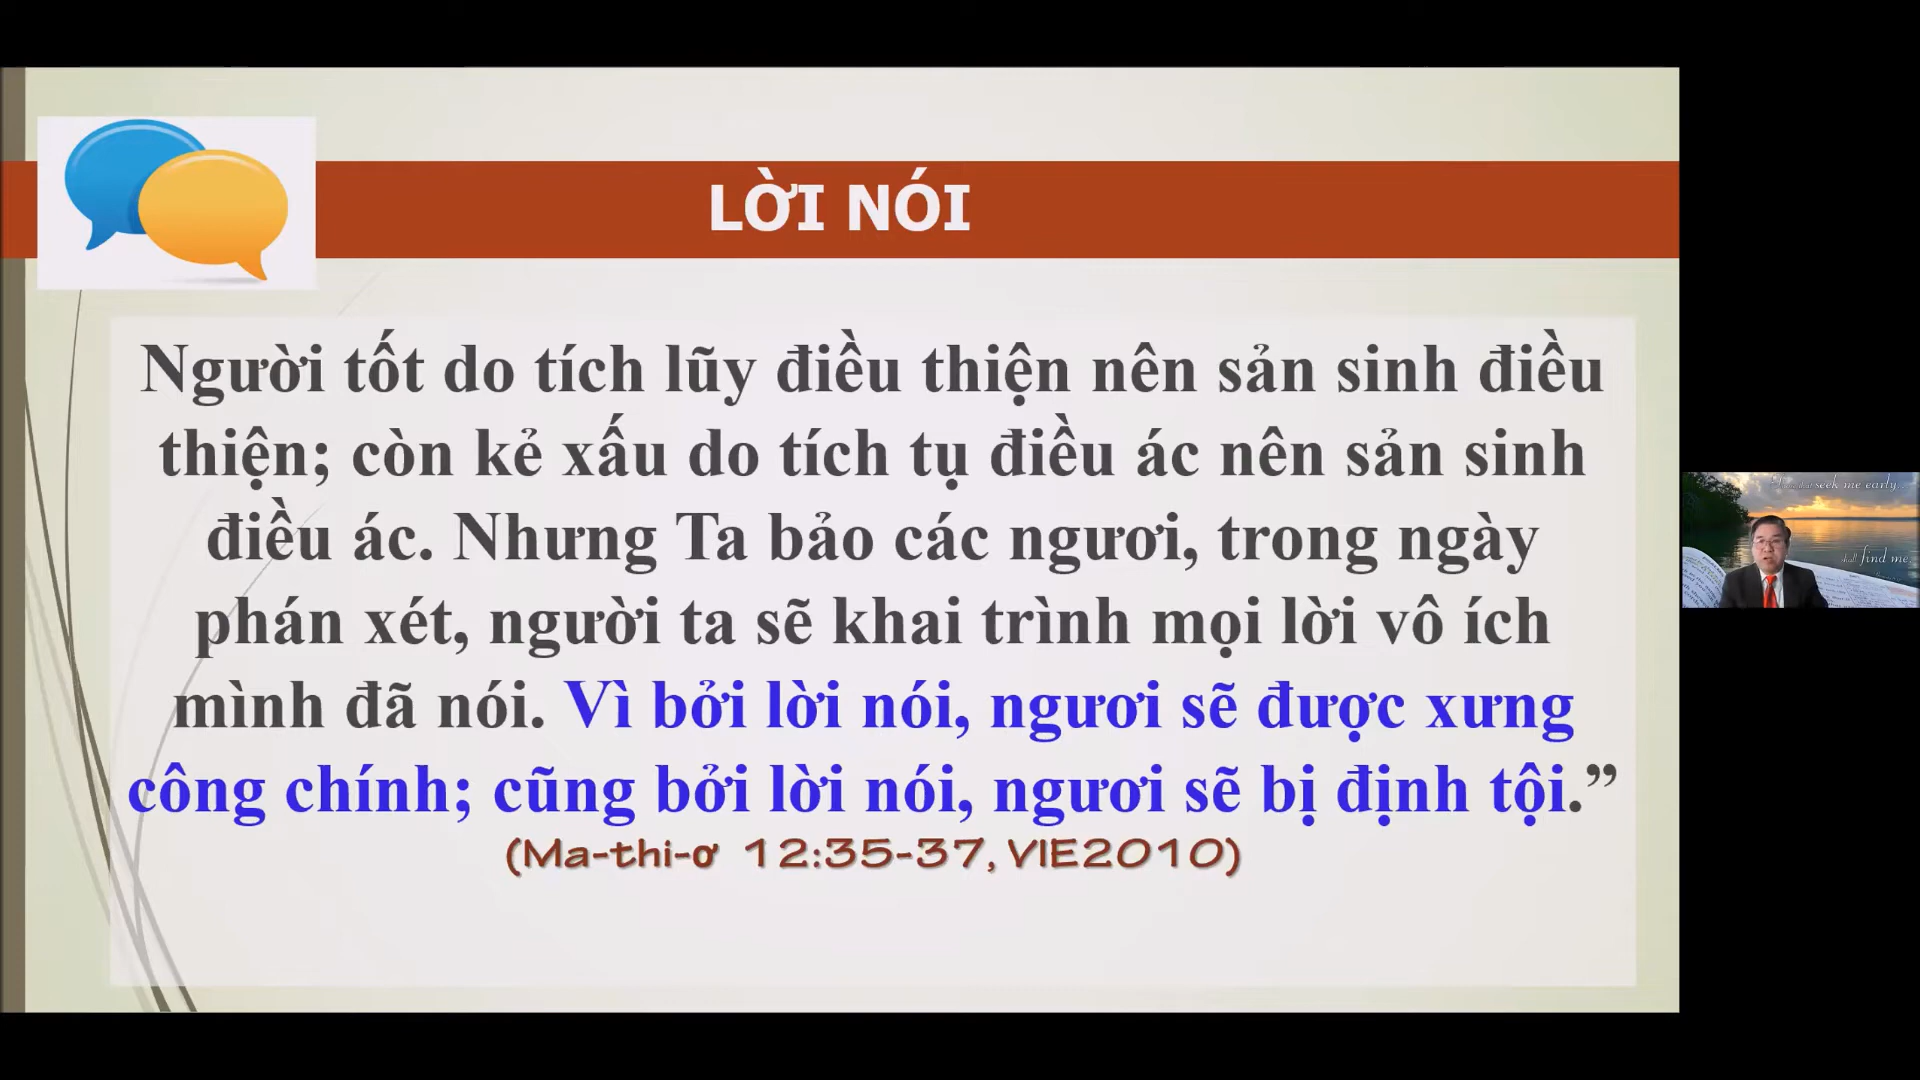 LỜI NÓI
Người tốt do tích lũy điều thiện nên sản sinh điều
thiện; còn kẻ xấu do tích tụ điều ác nên sản sinh
điều ác. Nhưng Ta bảo các ngươi, trong ngày
phán xét, người ta sẽ khai trình mọi lời vô ích
mình đã nói. Vì bởi lời nói, ngươi sẽ được xưng
công chính; cũng bởi lời nói, ngươi sẽ bị định tội.”
(Ma-thi-ơ 12:35-37, VIE2010)
seek me early
find me